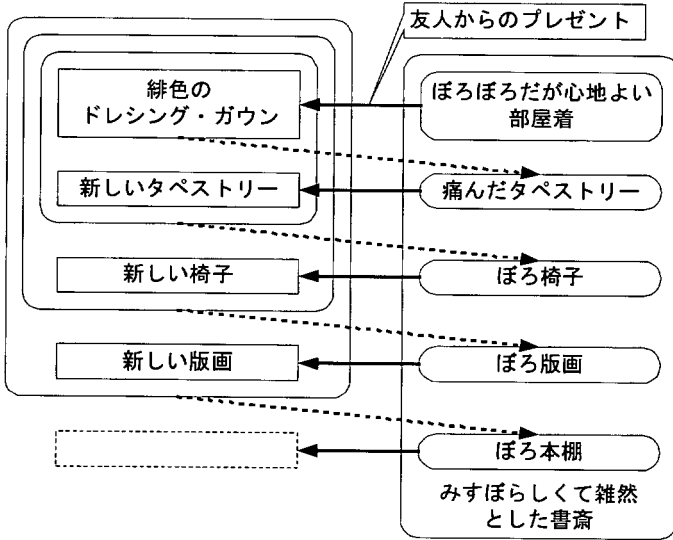 友人からのプレゼント
緋色の
ドレシング・ガウン
ぼろぼろだが心地よい
部屋着
新しいタペストリー
痛んだタペストリー
新しい椅子
ぼろ椅子
新しい版画
ぼろ版画
ぼろ本棚
みすぼらしくて雑然
とした書斎